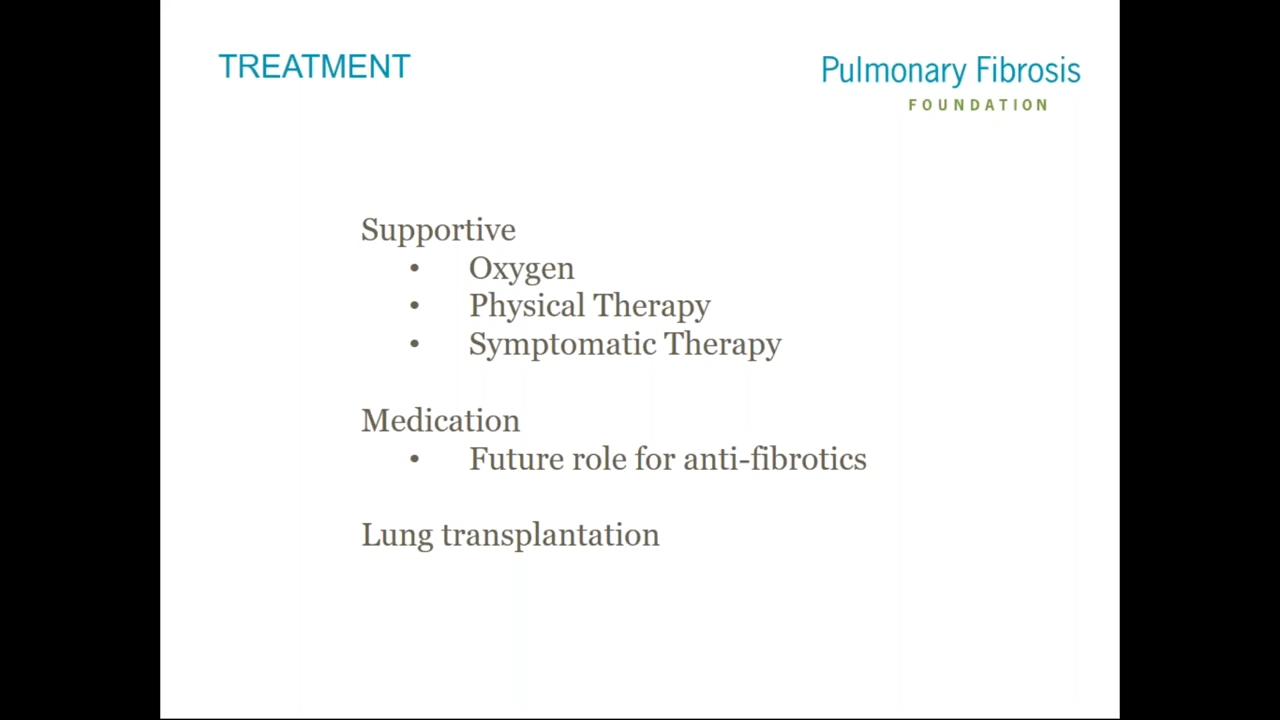 TREATMENT
Pulmonary Fibrosis
FOUNDATION
Supportive
• Oxygen
• Physical Therapy
• Symptomatic Therapy
Medication
• Future role for anti-fibrotics
Lung transplantation